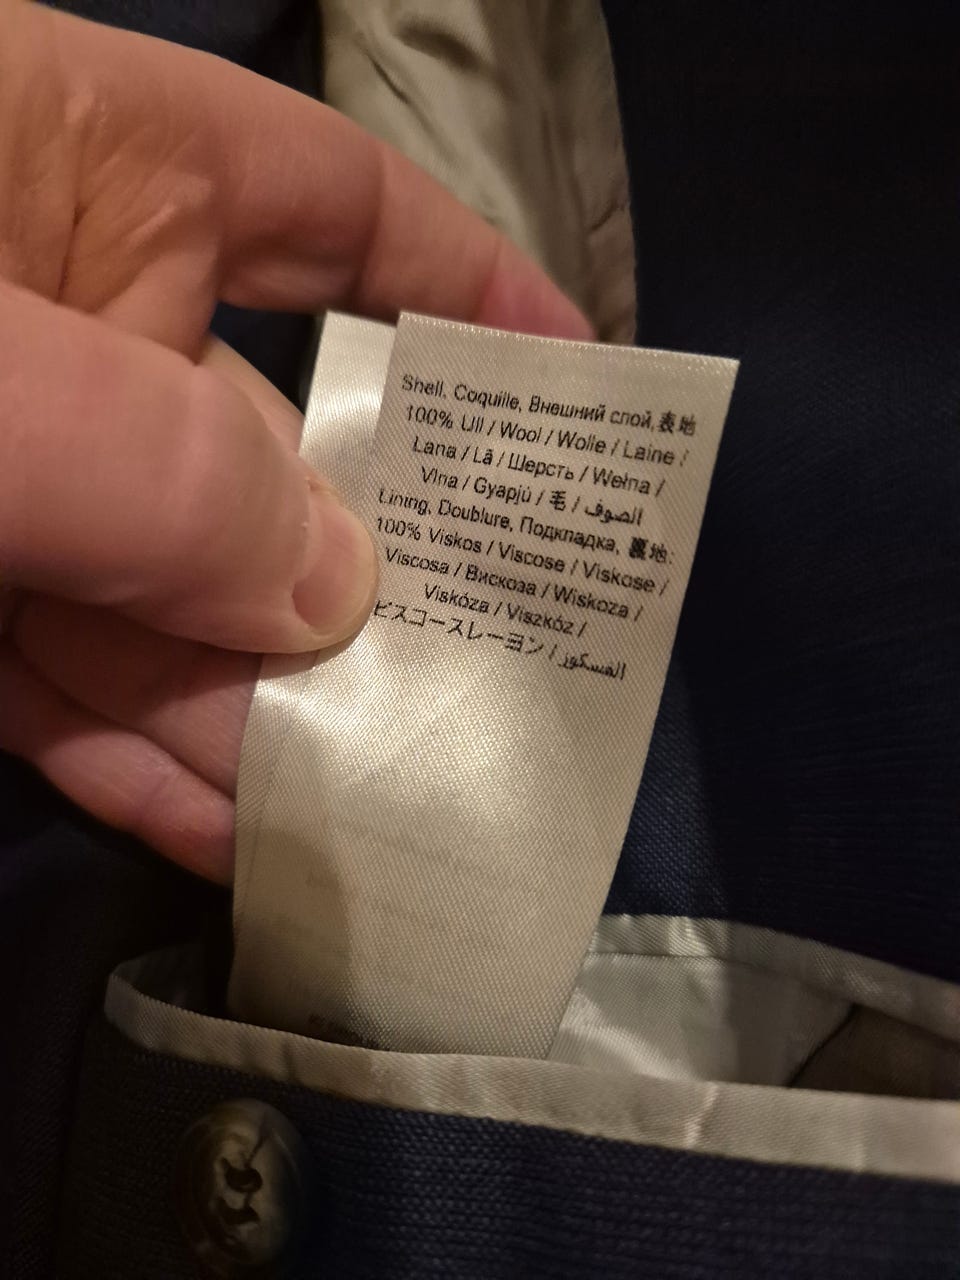 Shell, Coquille, Внешний слой, 表地
100% Ull / Wool / Wolle / Laine /
Lana / Lã / Шерсть / Wełna /
Vlna / Gyapjú / 毛 / الصوف
Lining, Doublure, Подкладка, 裏地:
100% Viskos / Viscose / Viskose /
Viscosa / Вискоза / Wiskoza /
Viskóza / Viszkóz /
ビスコースレーヨン / الفسكوز